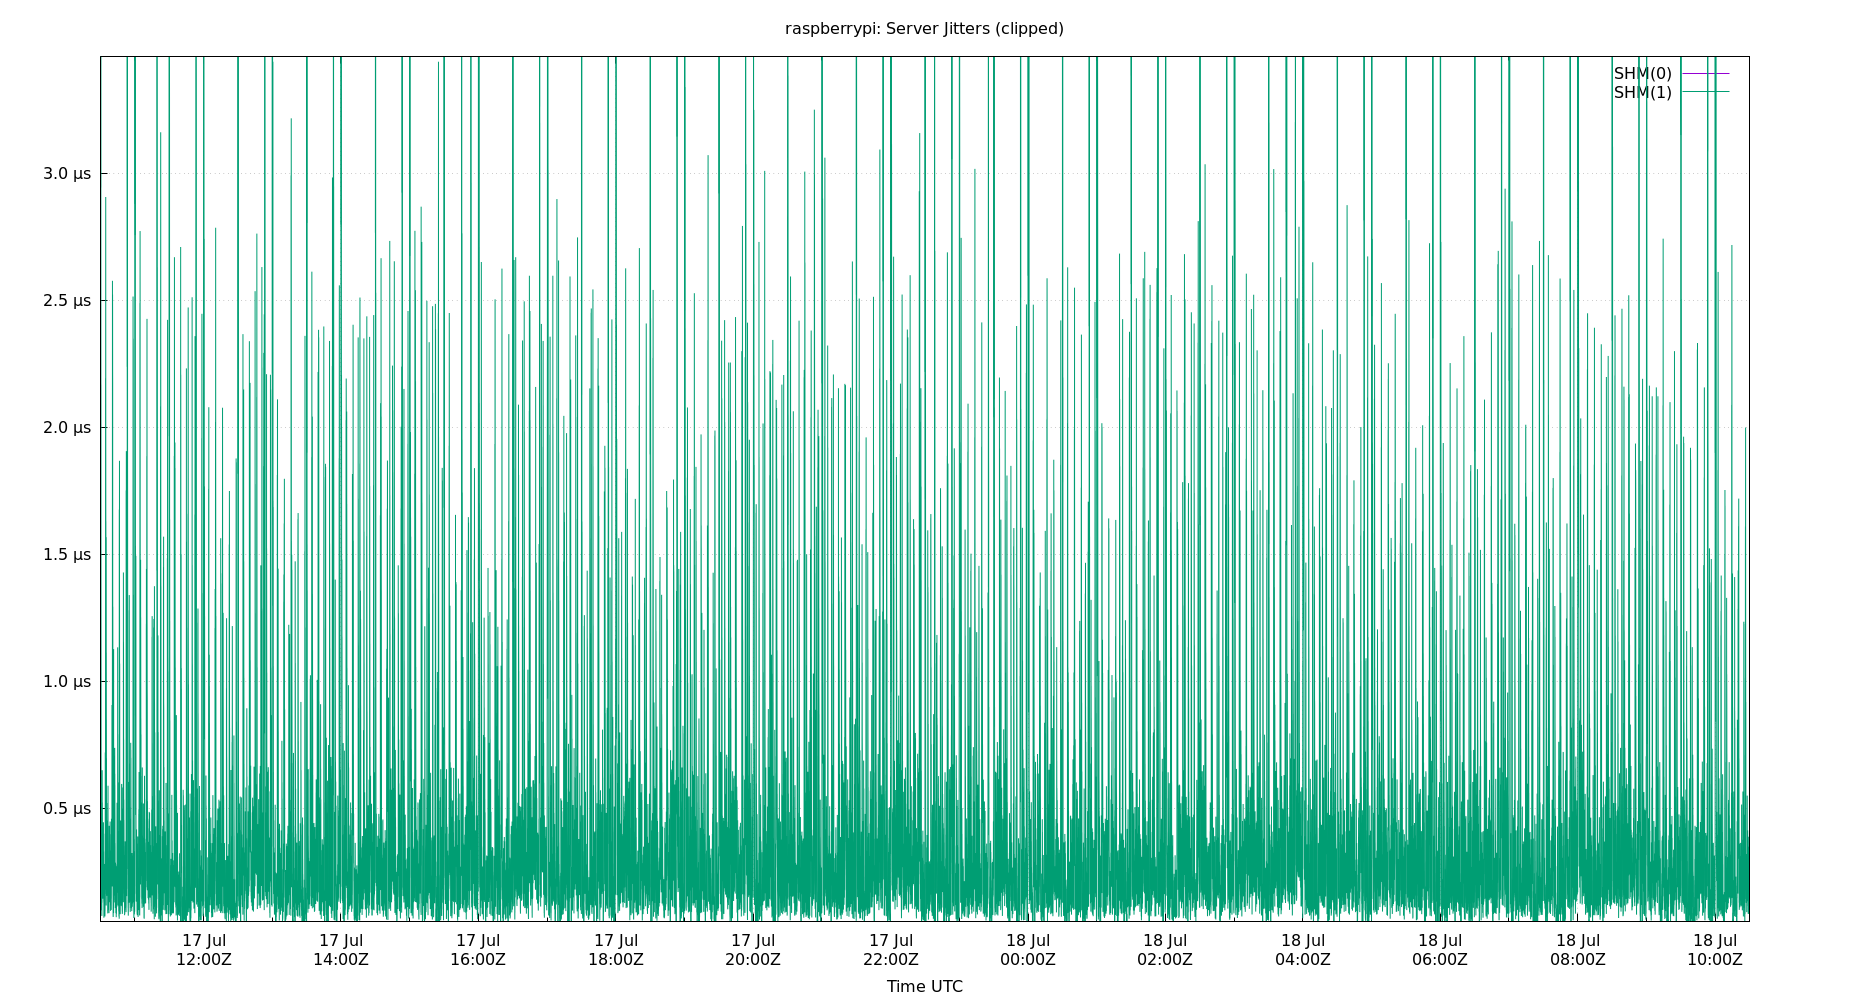 raspberrypi: Server Jitters (clipped)
SHM(0)
SHM(1)
3.0 µs
2.5 µs
2.0 µs
1.5 µs
1.0 µs
0.5 µs
17 Jul 17 Jul 17 Jul 17 Jul 17 Jul 17 Jul 18 Jul 18 Jul 18 Jul 18 Jul 18 Jul 18 Jul
12:00Z 14:00Z 16:00Z 18:00Z 20:00Z 22:00Z 00:00Z 02:00Z 04:00Z 06:00Z 08:00Z 10:00Z
Time UTC